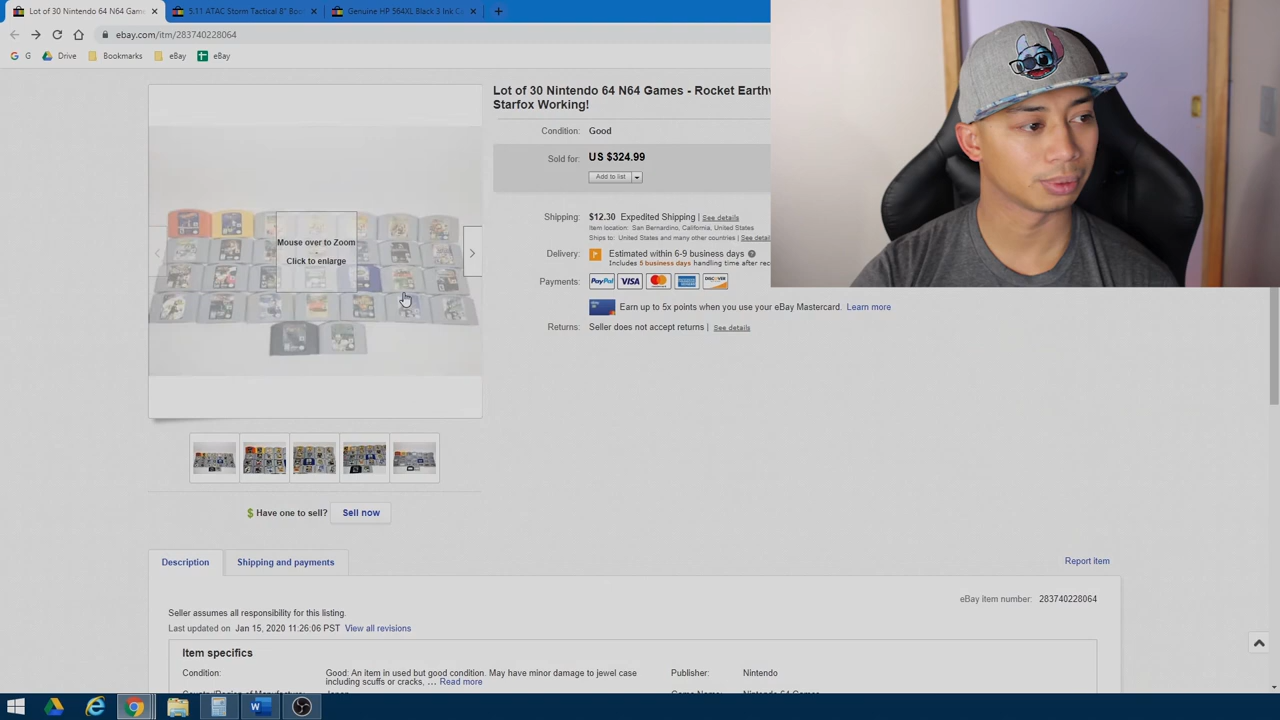 Lot of 30 Nintendo 64 N64 Gam
5.11 ATAC Storm Tactical 8" Boo
Genuine HP 564XL Black 3 Ink C
ebay.com/itm/283740228064
G
Drive
Bookmarks
eBay
eBay
Lot of 30 Nintendo 64 N64 Games - Rocket Earthw
Starfox Working!
Condition: Good
Sold for: US $324.99
Add to list
Mouse over to Zoom
-
Click to enlarge
Shipping: $12.30 Expedited Shipping | See details
Item location: San Bernardino, California, United States
Ships to: United States and many other countries | See detai
Delivery: Estimated within 6-9 business days
Includes 5 business days handling time after rec
Payments: PayPal VISA DISCOVER
Earn up to 5x points when you use your eBay Mastercard. Learn more
Returns: Seller does not accept returns | See details
Have one to sell? Sell now
Description
Shipping and payments
Report item
eBay item number: 283740228064
Seller assumes all responsibility for this listing.
Last updated on Jan 15, 2020 11:26:06 PST View all revisions
Item specifics
Condition: Good: An item in used but good condition. May have minor damage to jewel case
including scuffs or cracks, ... Read more
Publisher: Nintendo